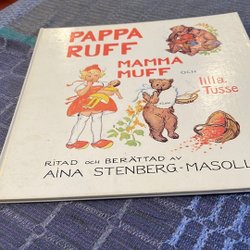 PAPPA
RUFF
MAMMA
MUFF OCH
lilla
Tusse
RITAD OCH BERÄTTAD AV
AINA STENBERG-MASOLLE